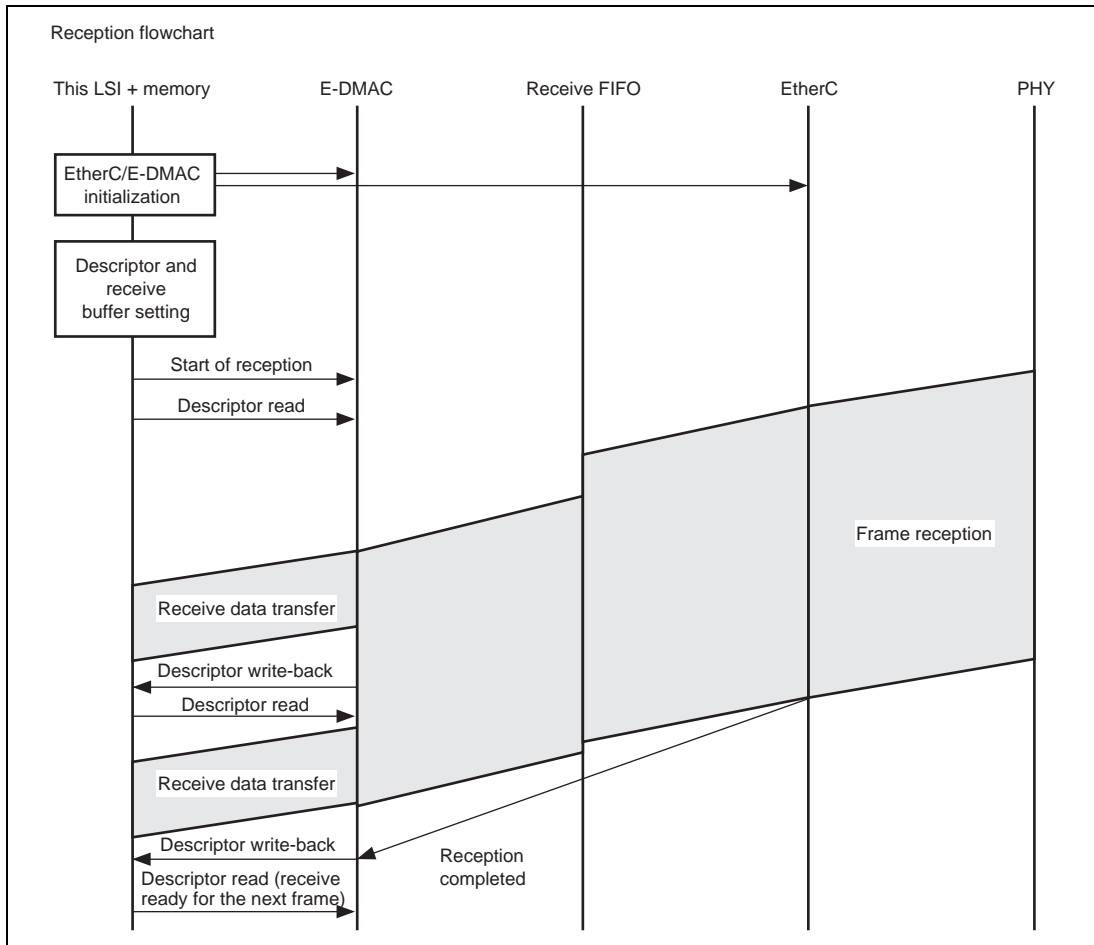 Reception flowchart
This LSI + memory
E-DMAC
Receive FIFO
EtherC
PHY
EtherC/E-DMAC
initialization
Descriptor and
receive
buffer setting
Start of reception
Descriptor read
Frame reception
Receive data transfer
Descriptor write-back
Descriptor read
Receive data transfer
Descriptor write-back
Reception
completed
Descriptor read (receive
ready for the next frame)